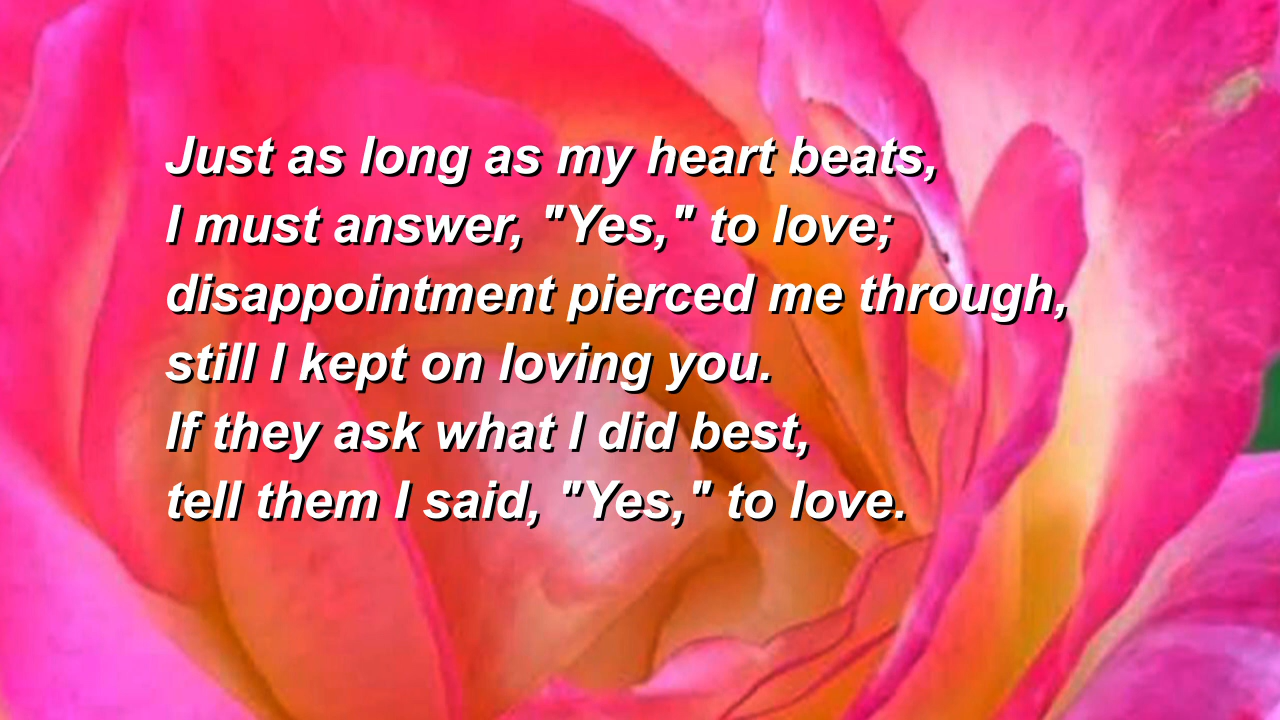 Just as long as my heart beats,
I must answer, "Yes," to love;
disappointment pierced me through,
still I kept on loving you.
If they ask what I did best,
tell them I said, "Yes," to love.